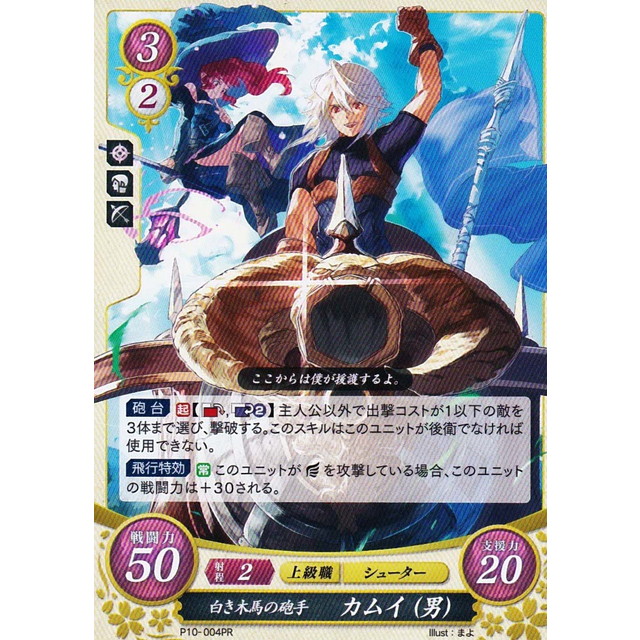 3
2
ここからは僕が援護するよ。
砲台 起【 , 2】主人公以外で出撃コストが1以下の敵を
3体まで選び、撃破する。このスキルはこのユニットが後衛でなければ
使用できない。
飛行特効 常 このユニットが を攻撃している場合、このユニット
の戦闘力は+30される。
戦闘力
50
射程 2 上級職 シューター
支援力
20
白き木馬の砲手 カムイ(男)
P10-004PR Illust:まよ